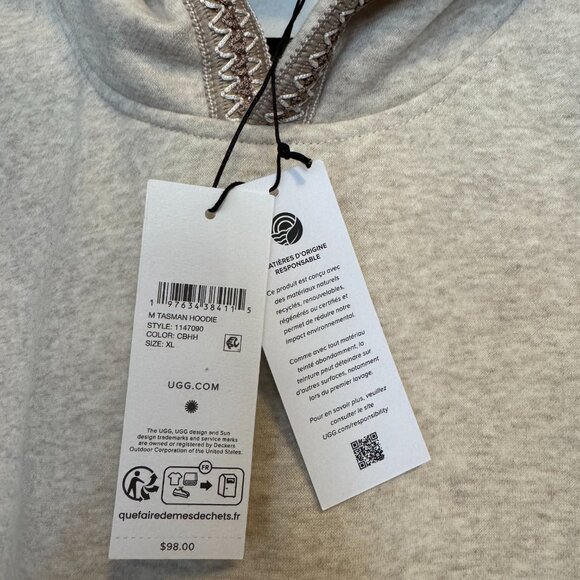 1 97634 38411 5
M TASMAN HOODIE
STYLE: 1147090
COLOR: CBHH
SIZE: XL
UGG.COM
The UGG, UGG design and Sun
design trademarks and service marks
are owned or registered by Deckers
Outdoor Corporation of the United States.
FR
quefairedemesdechets.fr
$98.00
ATIÈRES D'ORIGINE
RESPONSABLE
Ce produit est conçu avec
des matériaux naturels
recyclés, renouvelables,
régénérés ou certifiés et
permet de réduire notre
impact environnemental.
Comme avec tout matériau
teinté abondamment, la
teinture peut déteindre sur
d'autres surfaces, notamment
lors du premier lavage.
Pour en savoir plus, veuillez
consulter le site
UGG.com/responsibility